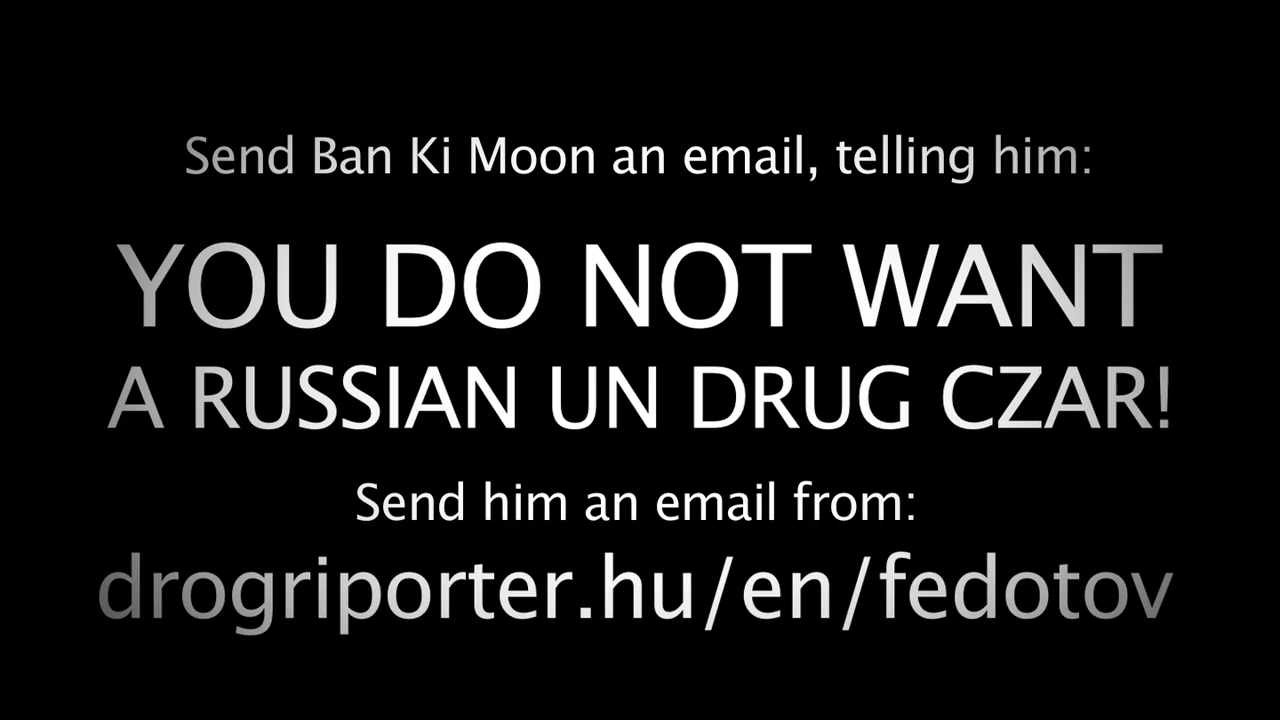 Send Ban Ki Moon an email, telling him:
YOU DO NOT WANT
A RUSSIAN UN DRUG CZAR!
Send him an email from:
drogriporter.hu/en/fedotov